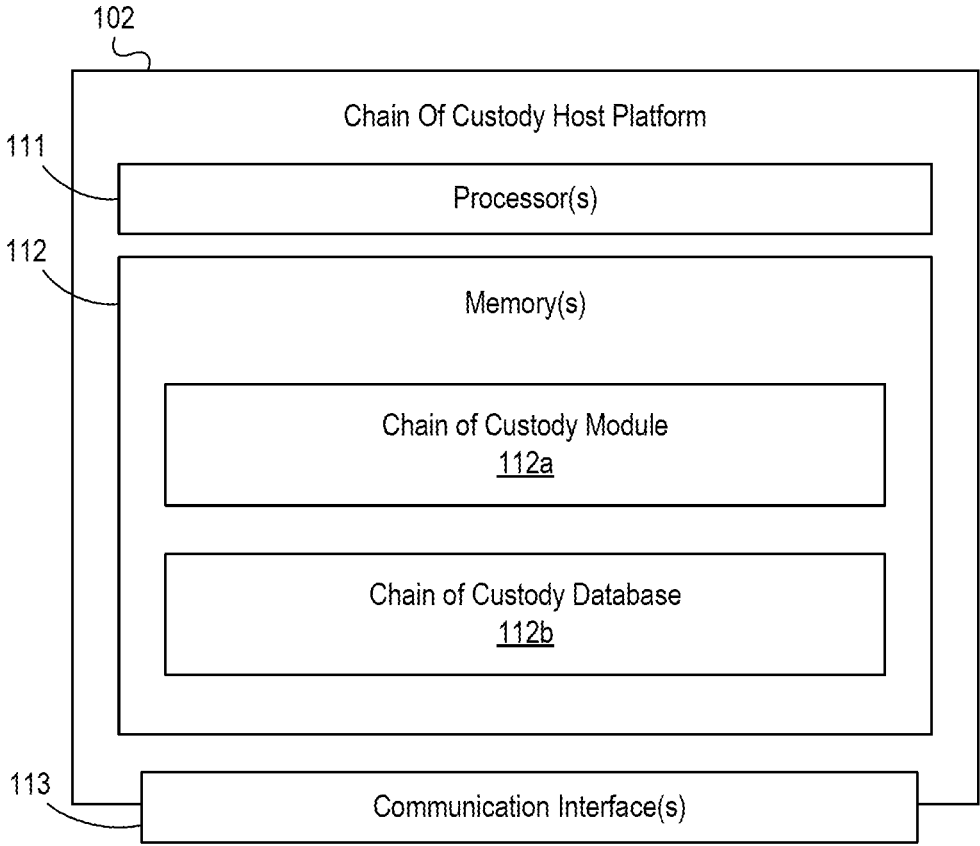 102
Chain Of Custody Host Platform
111
Processor(s)
112
Memory(s)
Chain of Custody Module
112a
Chain of Custody Database
112b
113
Communication Interface(s)